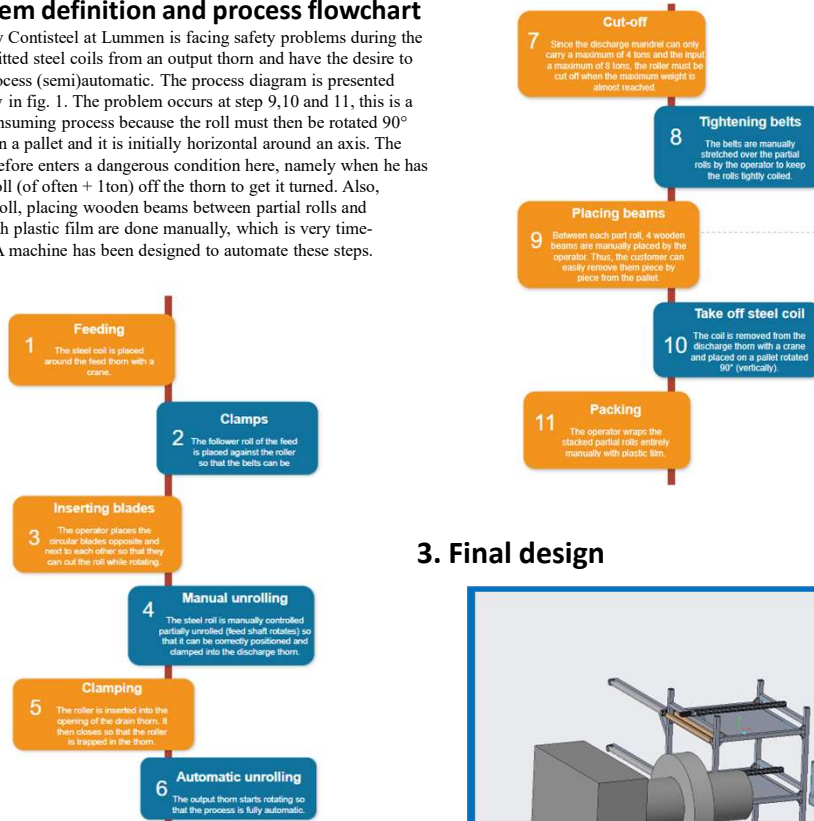 em definition and process flowchart
y Contisteel at Lummen is facing safety problems during the
itted steel coils from an output thorn and have the desire to
ocess (semi)automatic. The process diagram is presented
v in fig. 1. The problem occurs at step 9,10 and 11, this is a
nsuming process because the roll must then be rotated 90°
n a pallet and it is initially horizontal around an axis. The
efore enters a dangerous condition here, namely when he has
oll (of often + 1ton) off the thorn to get it turned. Also,
oll, placing wooden beams between partial rolls and
h plastic film are done manually, which is very time-
A machine has been designed to automate these steps.
1
Feeding
The steel coil is placed
around the feed thorn with a
crane.
2
Clamps
The follower roll of the feed
is placed against the roller
so that the belts can be
3
Inserting blades
The operator places the
circular blades opposite and
next to each other so that they
can cut the roll while rotating.
4
Manual unrolling
The steel roll is manually controlled
partially unrolled (feed shaft rotates) so
that it can be correctly positioned and
clamped into the discharge thorn.
5
Clamping
The roller is inserted into the
opening of the drain thorn. It
then closes so that the roller
is trapped in the thorn.
6
Automatic unrolling
The output thorn starts rotating so
that the process is fully automatic.
7
Cut-off
Since the discharge mandrel can only
carry a maximum of 4 tons and the input
a maximum of 8 tons, the roller must be
cut off when the maximum weight is
almost reached.
8
Tightening belts
The belts are manually
stretched over the partial
rolls by the operator to keep
the rolls tightly coiled.
9
Placing beams
Between each part roll, 4 wooden
beams are manually placed by the
operator. Thus, the customer can
easily remove them piece by
piece from the pallet.
10
Take off steel coil
The coil is removed from the
discharge thorn with a crane
and placed on a pallet rotated
90° (vertically).
11
Packing
The operator wraps the
stacked partial rolls entirely
manually with plastic film.
3. Final design